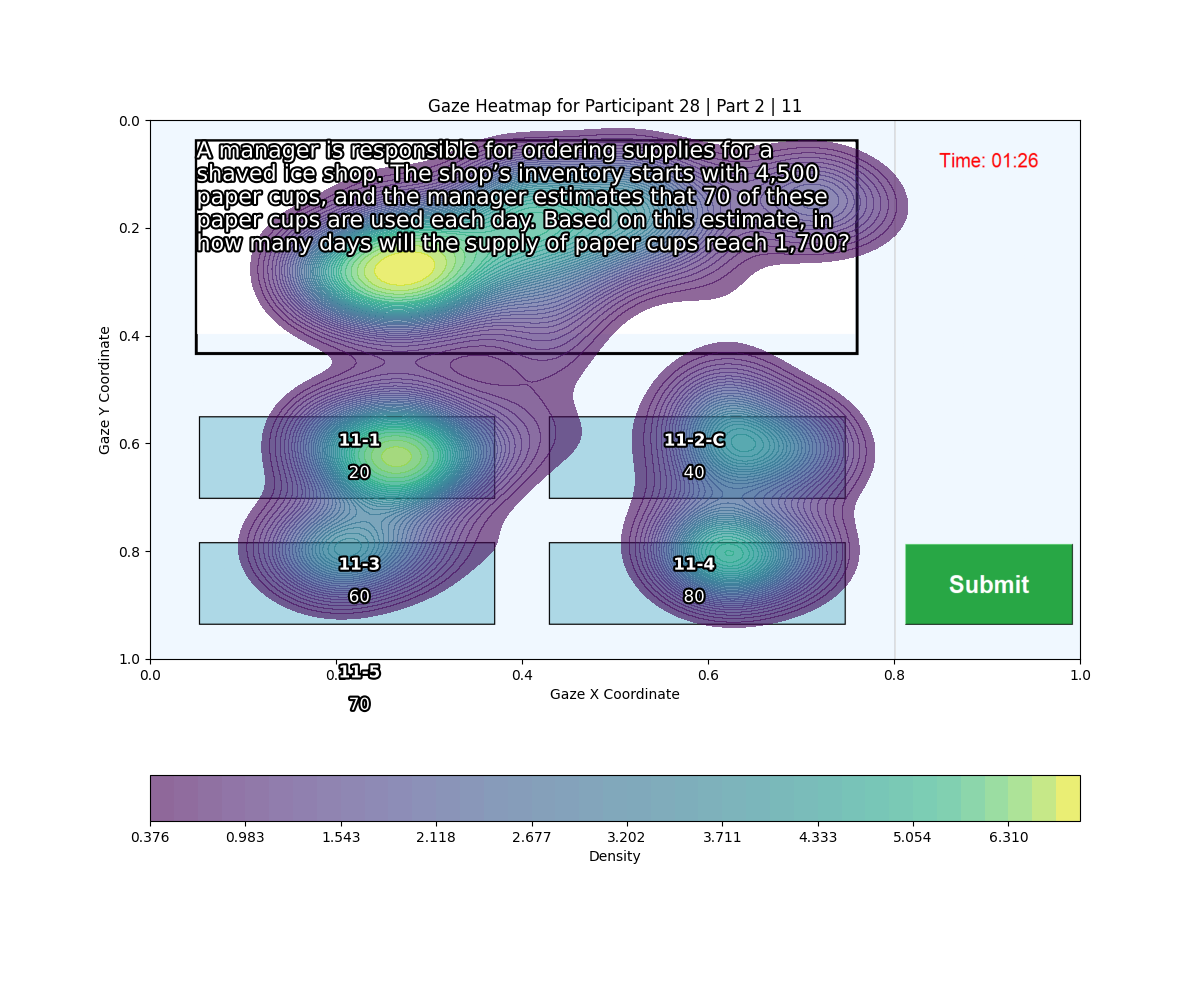 Gaze Heatmap for Participant 28 | Part 2 | 11
A manager is responsible for ordering supplies for a
shaved ice shop. The shop’s inventory starts with 4,500
paper cups, and the manager estimates that 70 of these
paper cups are used each day. Based on this estimate, in
how many days will the supply of paper cups reach 1,700?
Time: 01:26
0.0
0.2
0.4
0.6
0.8
1.0
Gaze Y Coordinate
11-1
20
11-2-C
40
11-3
60
11-4
80
Submit
0.0
0.4
0.6
0.8
1.0
11-5
70
Gaze X Coordinate
0.376
0.983
1.543
2.118
2.677
3.202
3.711
4.333
5.054
6.310
Density